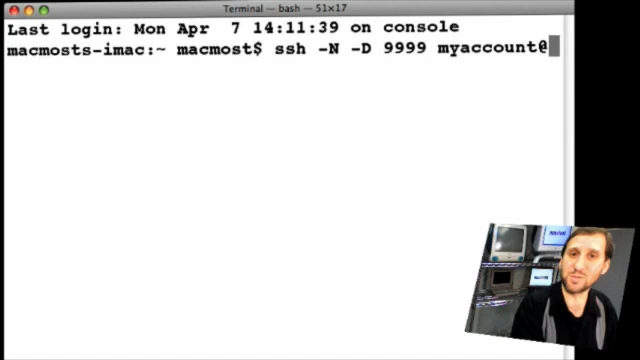 Terminal — bash — 51×17
Last login: Mon Apr  7 14:11:39 on console
macmosts-imac:~ macmost$ ssh -N -D 9999 myaccount@